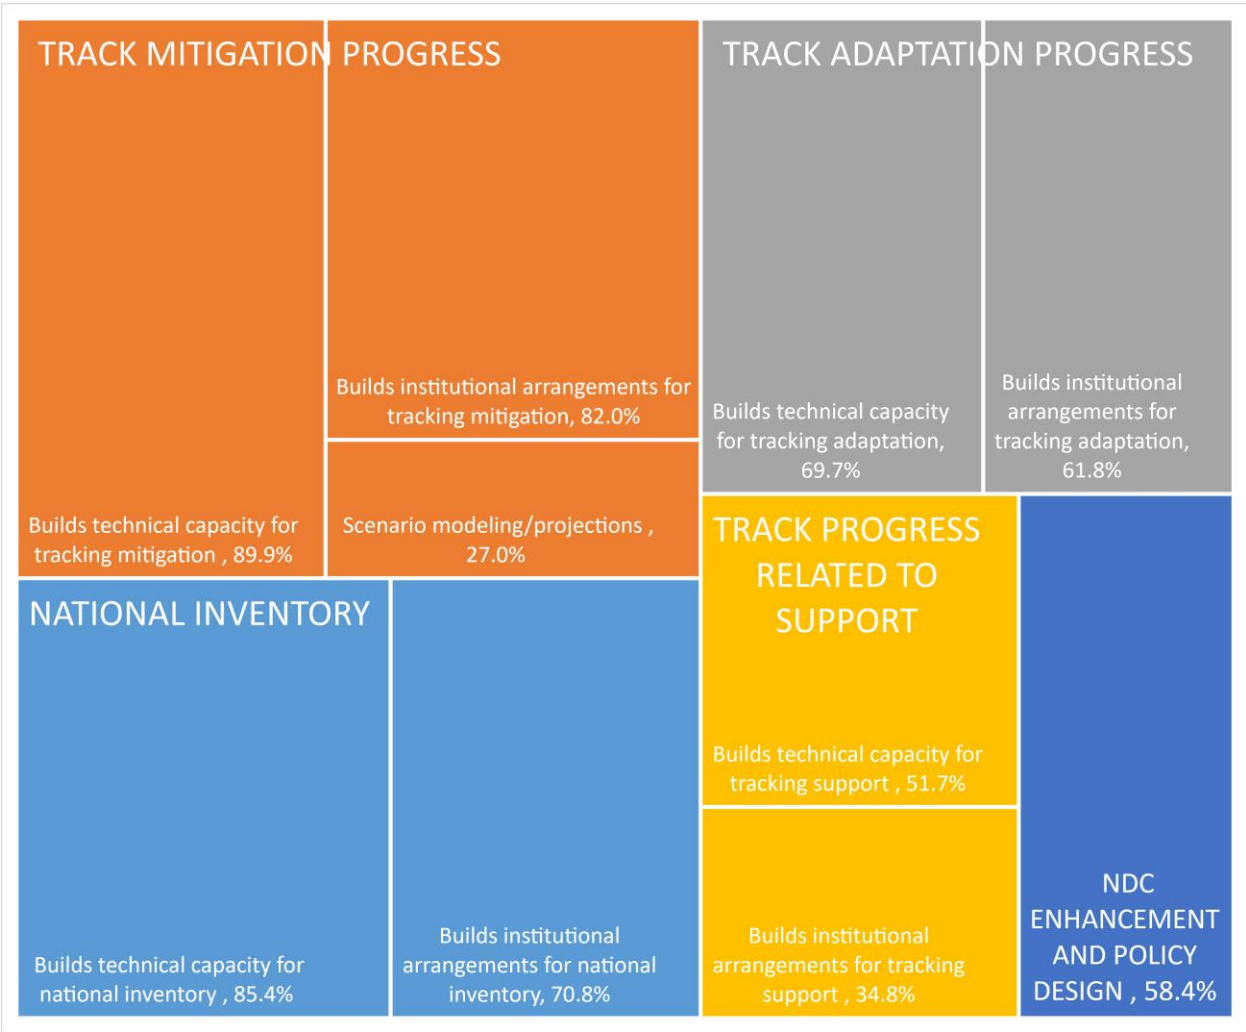 TRACK MITIGATION PROGRESS
Builds technical capacity for
tracking mitigation , 89.9%
Builds institutional arrangements for
tracking mitigation, 82.0%
Scenario modeling/projections ,
27.0%
TRACK ADAPTATION PROGRESS
Builds technical capacity
for tracking adaptation,
69.7%
Builds institutional
arrangements for
tracking adaptation,
61.8%
NATIONAL INVENTORY
Builds technical capacity for
national inventory , 85.4%
Builds institutional
arrangements for national
inventory, 70.8%
TRACK PROGRESS
RELATED TO
SUPPORT
Builds technical capacity for
tracking support , 51.7%
Builds institutional
arrangements for tracking
support , 34.8%
NDC
ENHANCEMENT
AND POLICY
DESIGN , 58.4%